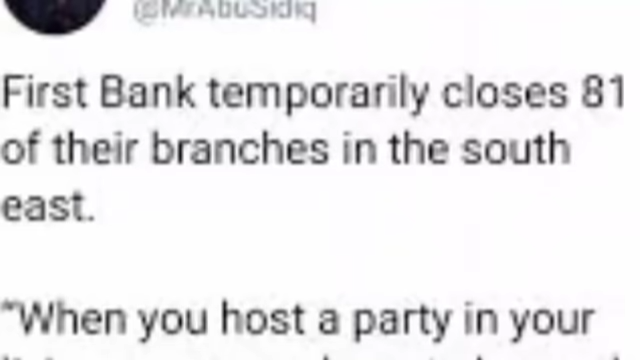 @MrAbuSidiq
First Bank temporarily closes 81
of their branches in the south
east.
"When you host a party in your